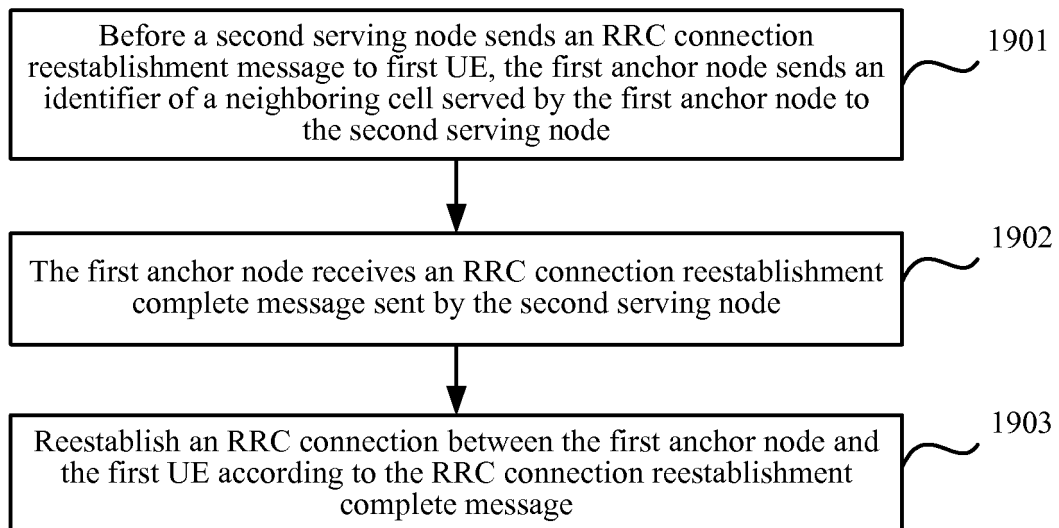 Before a second serving node sends an RRC connection
reestablishment message to first UE, the first anchor node sends an
identifier of a neighboring cell served by the first anchor node to
the second serving node
1901
The first anchor node receives an RRC connection reestablishment
complete message sent by the second serving node
1902
Reestablish an RRC connection between the first anchor node and
the first UE according to the RRC connection reestablishment
complete message
1903